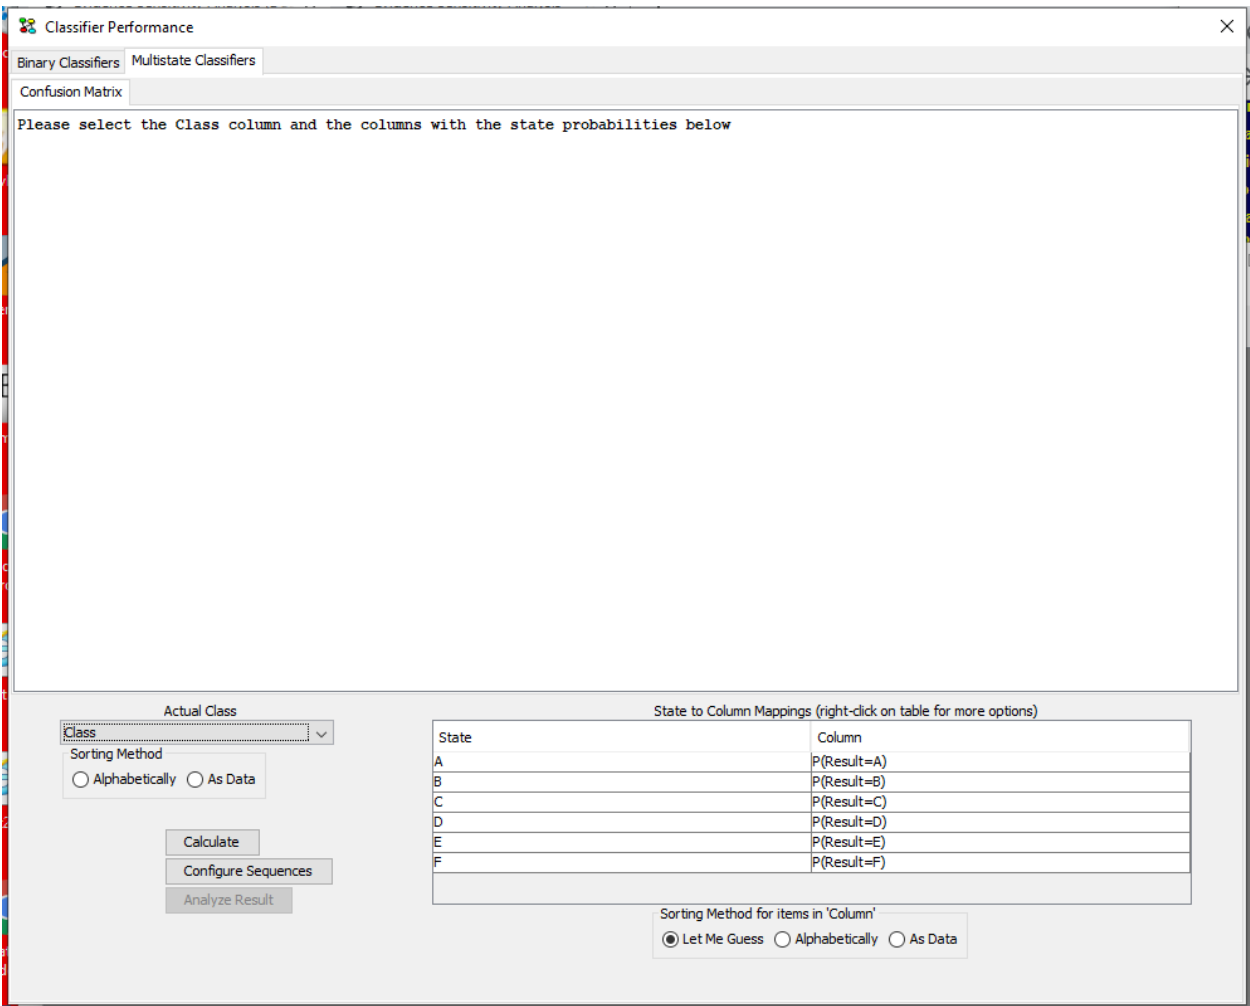 Classifier Performance
Binary Classifiers Multistate Classifiers
Confusion Matrix
Please select the Class column and the columns with the state probabilities below
Actual Class
Class
Sorting Method
Alphabetically As Data
Calculate
Configure Sequences
Analyze Result
State to Column Mappings (right-click on table for more options)
State Column
A P(Result=A)
B P(Result=B)
C P(Result=C)
D P(Result=D)
E P(Result=E)
F P(Result=F)
Sorting Method for items in 'Column'
Let Me Guess Alphabetically As Data